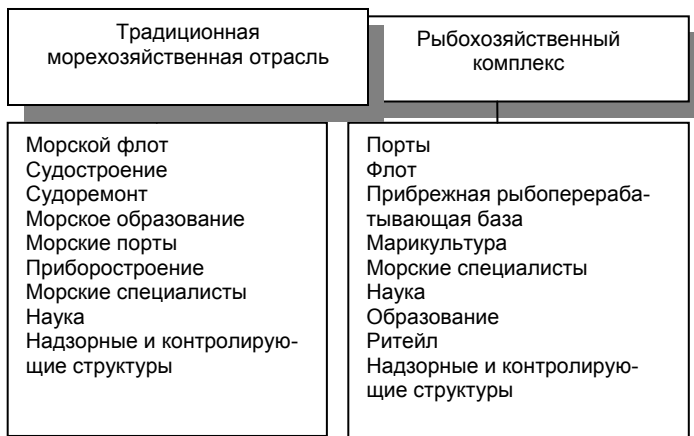 Традиционная
морехозяйственная отрасль
Рыбохозяйственный
комплекс
Морской флот
Судостроение
Судоремонт
Морское образование
Морские порты
Приборостроение
Морские специалисты
Наука
Надзорные и контролирую-
щие структуры
Порты
Флот
Прибрежная рыбоперераба-
тывающая база
Марикультура
Морские специалисты
Наука
Образование
Ритейл
Надзорные и контролирую-
щие структуры